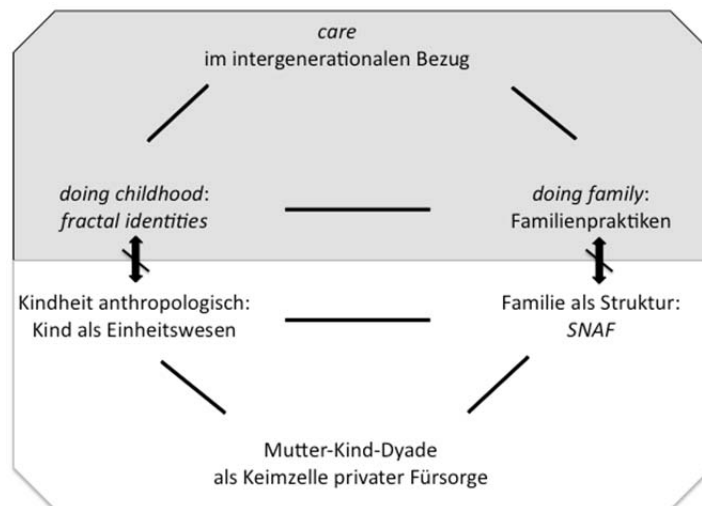 care
im intergenerationalen Bezug
doing childhood:
fractal identities
doing family:
Familienpraktiken
Kindheit anthropologisch:
Kind als Einheitswesen
Familie als Struktur:
SNAF
Mutter-Kind-Dyade
als Keimzelle privater Fürsorge